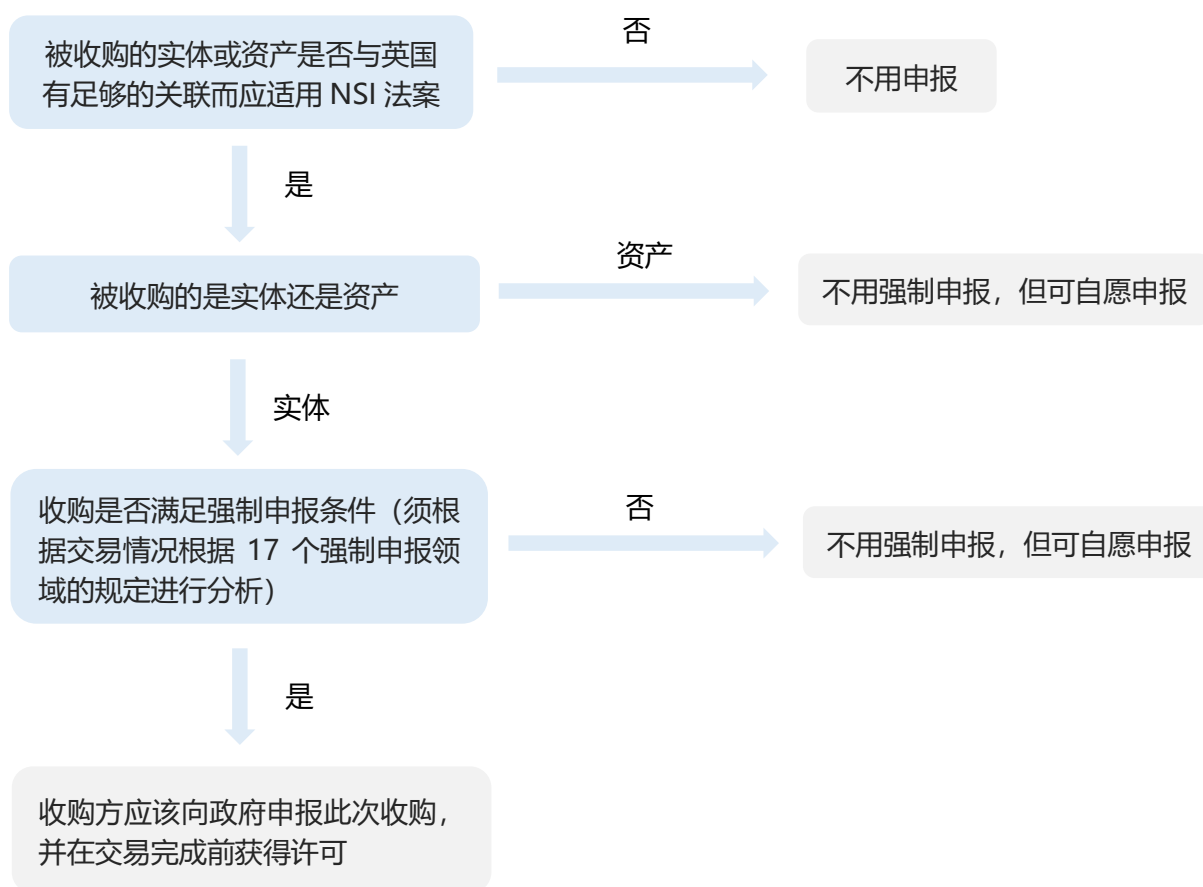 被收购的实体或资产是否与英国
有足够的关联而应适用 NSI 法案
否
不用申报
是
被收购的是实体还是资产
资产
不用强制申报，但可自愿申报
实体
收购是否满足强制申报条件（须根
据交易情况根据 17 个强制申报领
域的规定进行分析）
否
不用强制申报，但可自愿申报
是
收购方应该向政府申报此次收购，
并在交易完成前获得许可